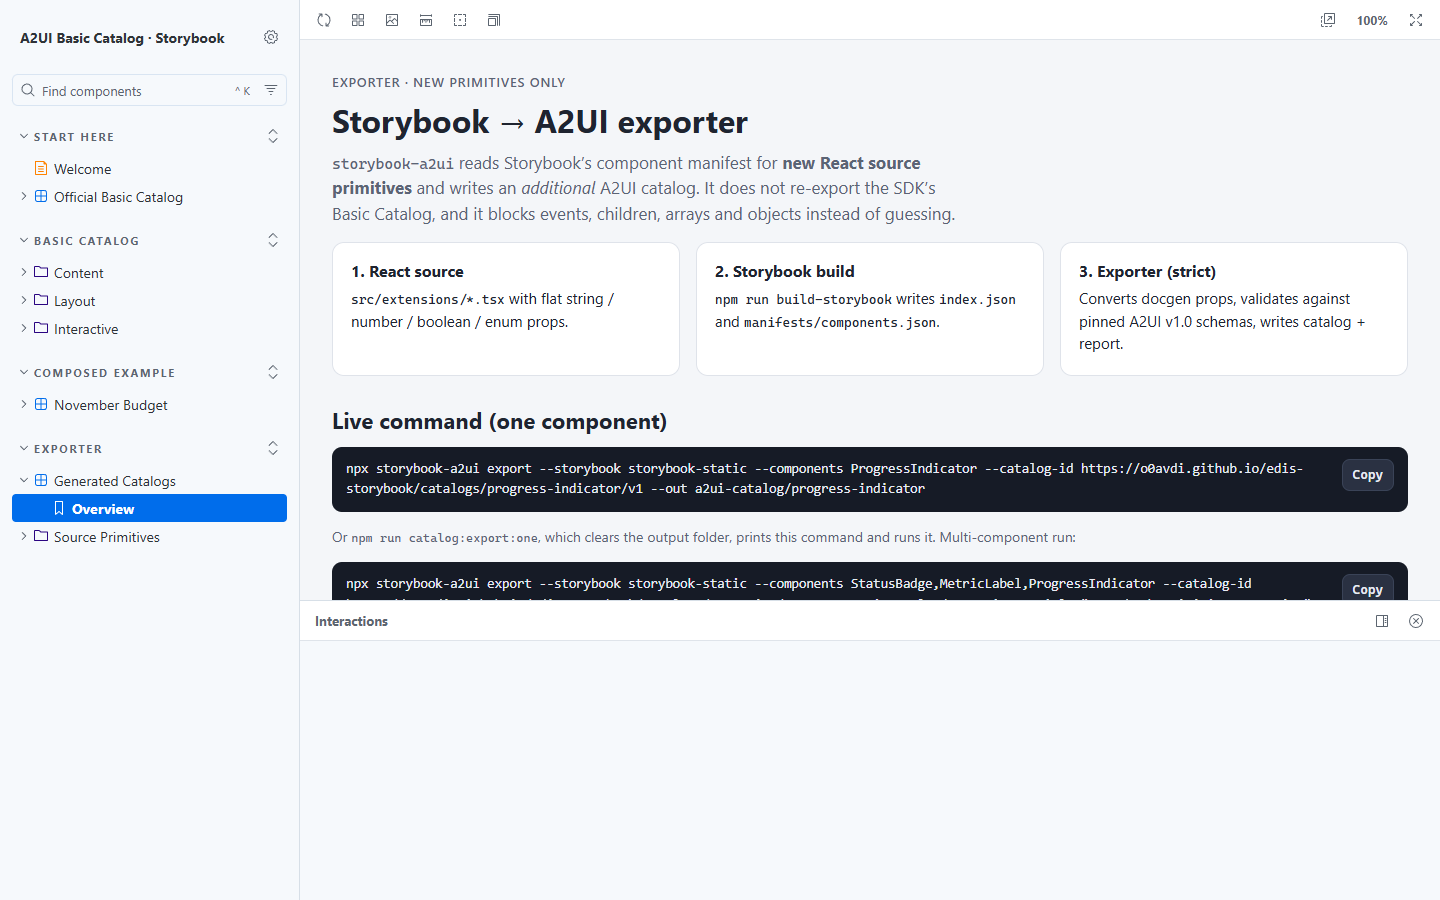 A2UI Basic Catalog · Storybook
Find components
^ K
START HERE
Welcome
Official Basic Catalog
BASIC CATALOG
Content
Layout
Interactive
COMPOSED EXAMPLE
November Budget
EXPORTER
Generated Catalogs
Overview
Source Primitives
100%
EXPORTER · NEW PRIMITIVES ONLY
Storybook → A2UI exporter
storybook-a2ui reads Storybook’s component manifest for new React source
primitives and writes an additional A2UI catalog. It does not re-export the SDK’s
Basic Catalog, and it blocks events, children, arrays and objects instead of guessing.
1. React source
src/extensions/*.tsx with flat string /
number / boolean / enum props.
2. Storybook build
npm run build-storybook writes index.json
and manifests/components.json.
3. Exporter (strict)
Converts docgen props, validates against
pinned A2UI v1.0 schemas, writes catalog +
report.
Live command (one component)
npx storybook-a2ui export --storybook storybook-static --components ProgressIndicator --catalog-id https://o0avdi.github.io/edis-
storybook/catalogs/progress-indicator/v1 --out a2ui-catalog/progress-indicator
Copy
Or npm run catalog:export:one, which clears the output folder, prints this command and runs it. Multi-component run:
npx storybook-a2ui export --storybook storybook-static --components StatusBadge,MetricLabel,ProgressIndicator --catalog-id
Copy
Interactions